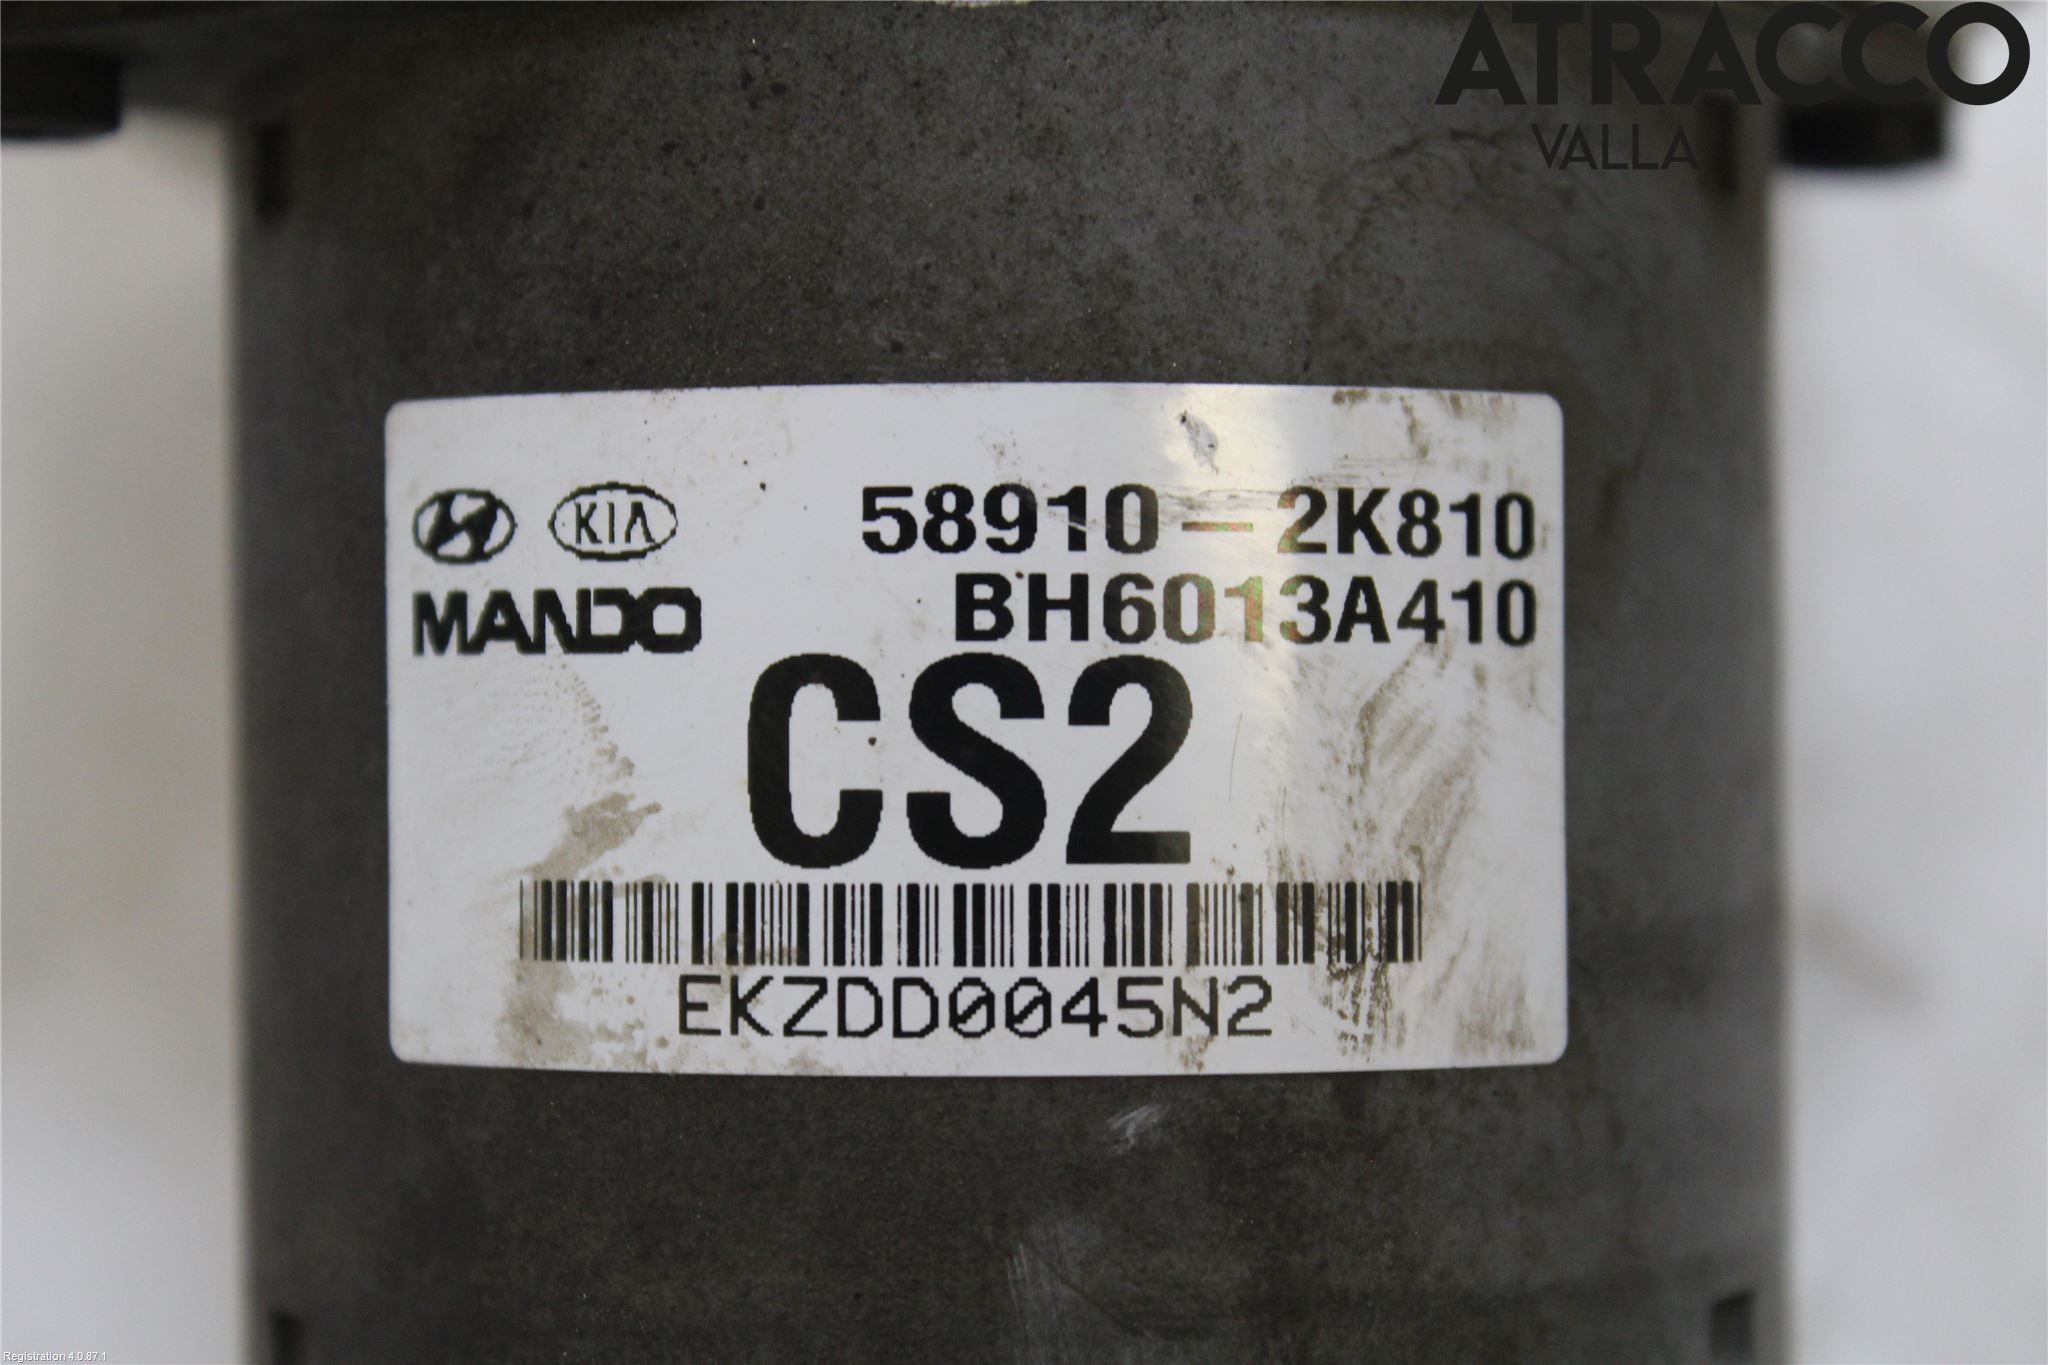 ATRACCO
VALLA
KIA 58910-2K810
MANDO BH6013A410
CS2
EKZDD0045N2
Registration 4.0.87.1